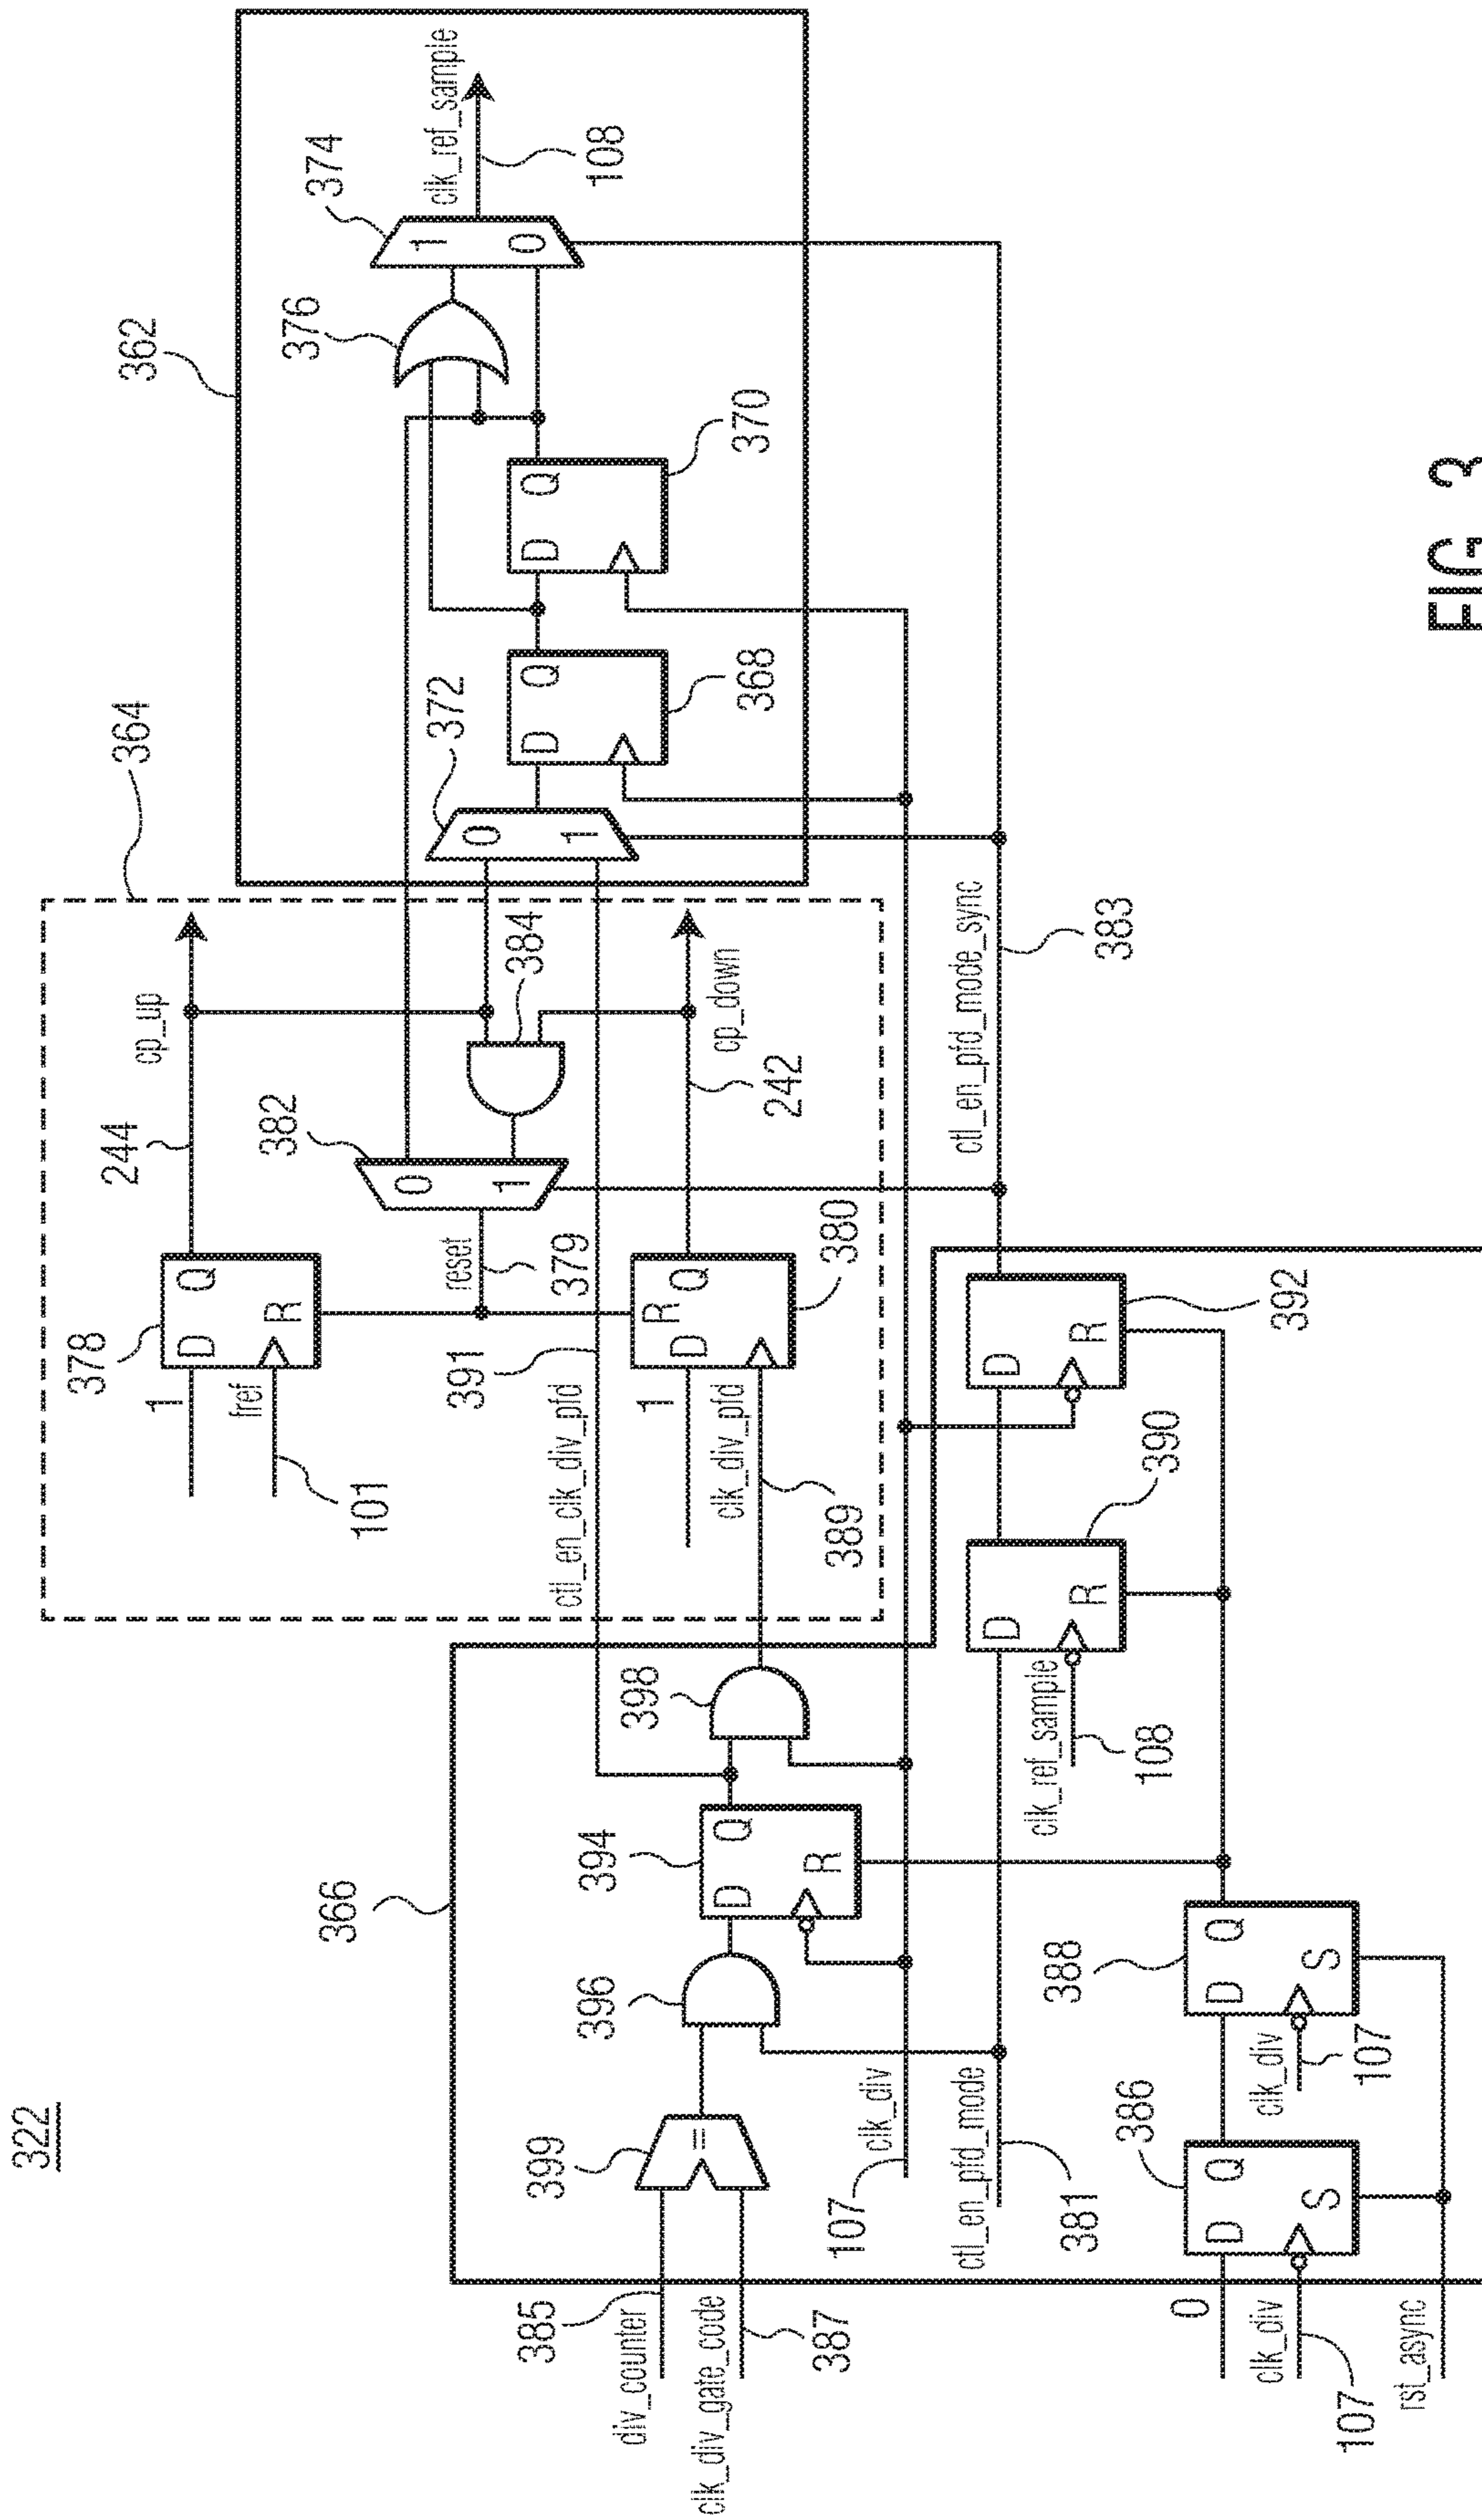 322
362
374
clk_ref_sample
108
376
370
364
372
368
cp_up
244
382
384
0
1
0
1
1
0
D Q
D Q
378
1
D Q
R
fref
101
reset
379
391
ctl_en_clk_div_pfd
cp_down
242
1
R
D Q
380
clk_div_pfd
389
ctl_en_pfd_mode_sync
383
366
398
394
D Q
R
396
399
=
385
div_counter
clk_div_gate_code
387
clk_div
107
ctl_en_pfd_mode
381
D
R
390
clk_ref_sample
108
D
R
392
386
D Q
S
388
D Q
S
clk_div
107
0
clk_div
107
rst_async
FIG. 3